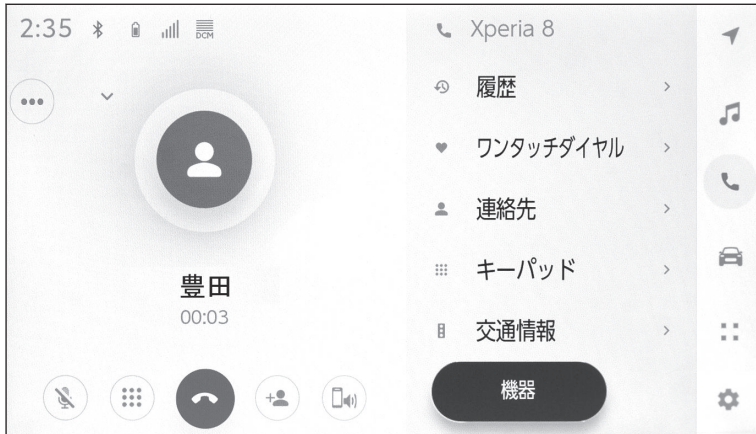 2:35
DCM
豊田
00:03
Xperia 8
履歴
ワンタッチダイヤル
連絡先
キーパッド
交通情報
機器